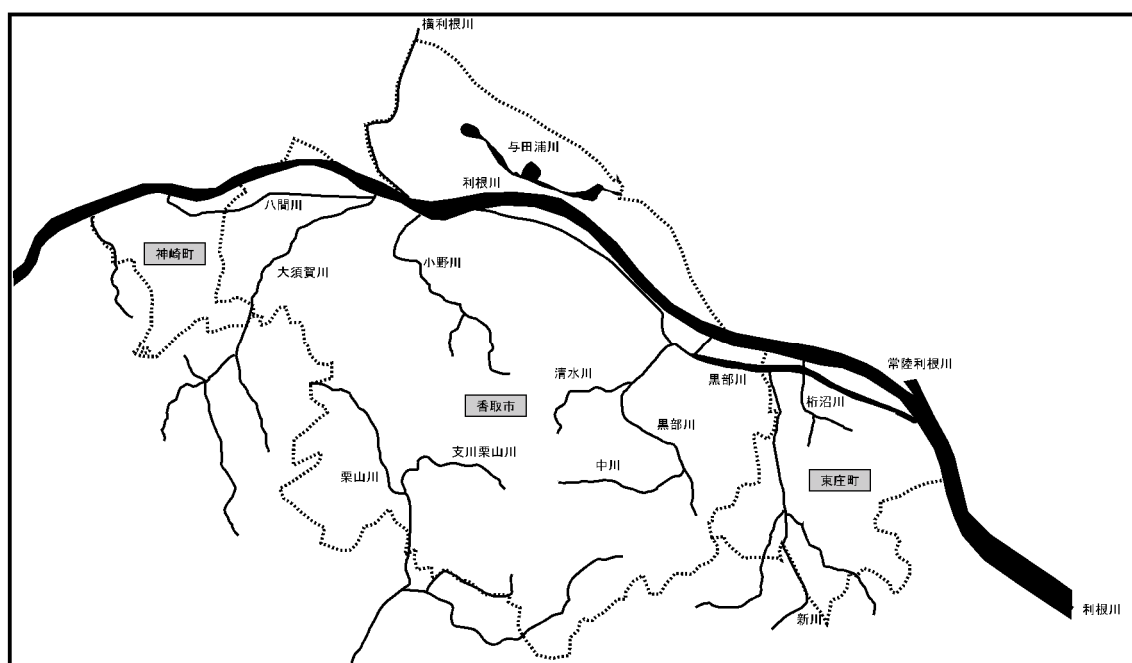 横利根川
与田浦川
利根川
八間川
神崎町
小野川
大須賀川
常陸利根川
清水川
黒部川
桁沼川
香取市
黒部川
支川栗山川
中川
栗山川
東庄町
利根川
新川